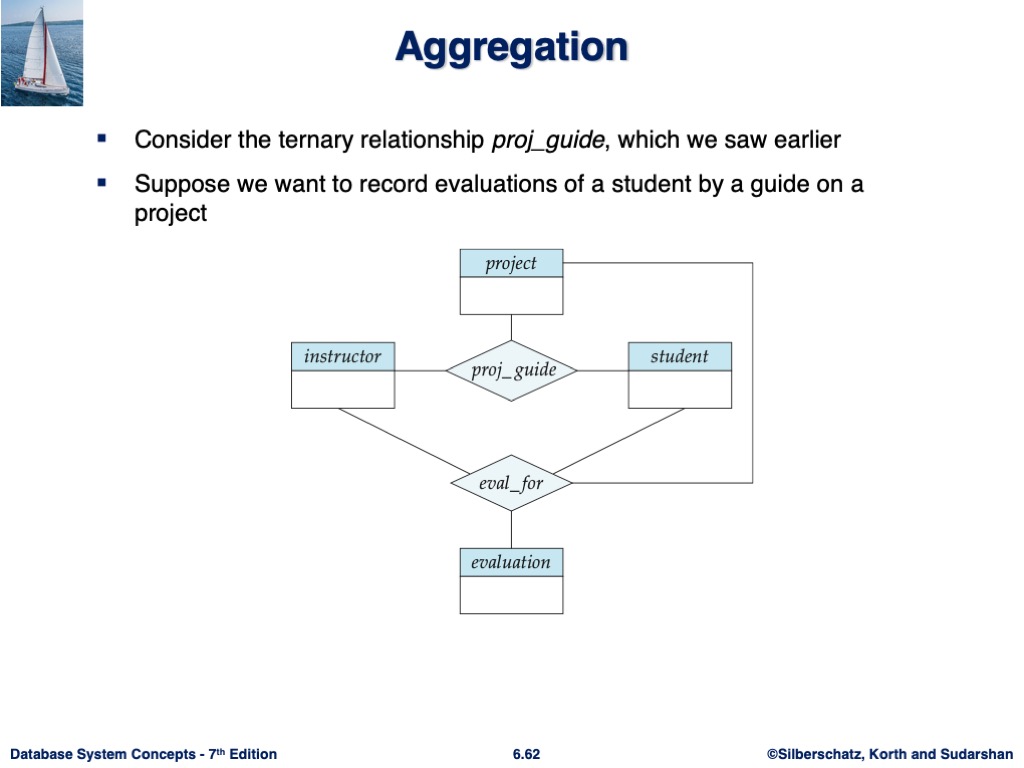 Aggregation
▪ Consider the ternary relationship proj_guide, which we saw earlier
▪ Suppose we want to record evaluations of a student by a guide on a
project
project
instructor
proj_guide
student
eval_for
evaluation
Database System Concepts - 7th Edition
6.62
©Silberschatz, Korth and Sudarshan